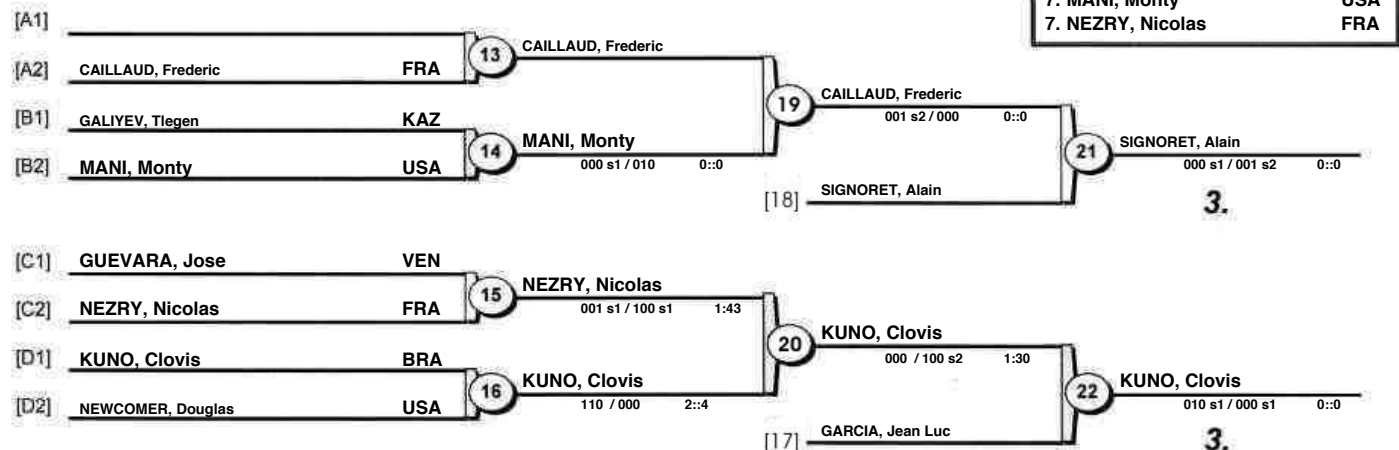 7. MANI, Monty USA
7. NEZRY, Nicolas FRA
[A1]
13
CAILLAUD, Frederic
[A2] CAILLAUD, Frederic FRA
19
CAILLAUD, Frederic
001 s2 / 000 0::0
[B1] GALIYEV, Tlegen KAZ
14
MANI, Monty
000 s1 / 010 0::0
[B2] MANI, Monty USA
21
SIGNORET, Alain
000 s1 / 001 s2 0::0
[18] SIGNORET, Alain
3.
[C1] GUEVARA, Jose VEN
15
NEZRY, Nicolas
001 s1 / 100 s1 1:43
[C2] NEZRY, Nicolas FRA
20
KUNO, Clovis
000 / 100 s2 1:30
[D1] KUNO, Clovis BRA
16
KUNO, Clovis
110 / 000 2::4
[D2] NEWCOMER, Douglas USA
22
KUNO, Clovis
010 s1 / 000 s1 0::0
[17] GARCIA, Jean Luc
3.